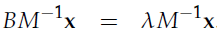 BM⁻¹x = λM⁻¹x